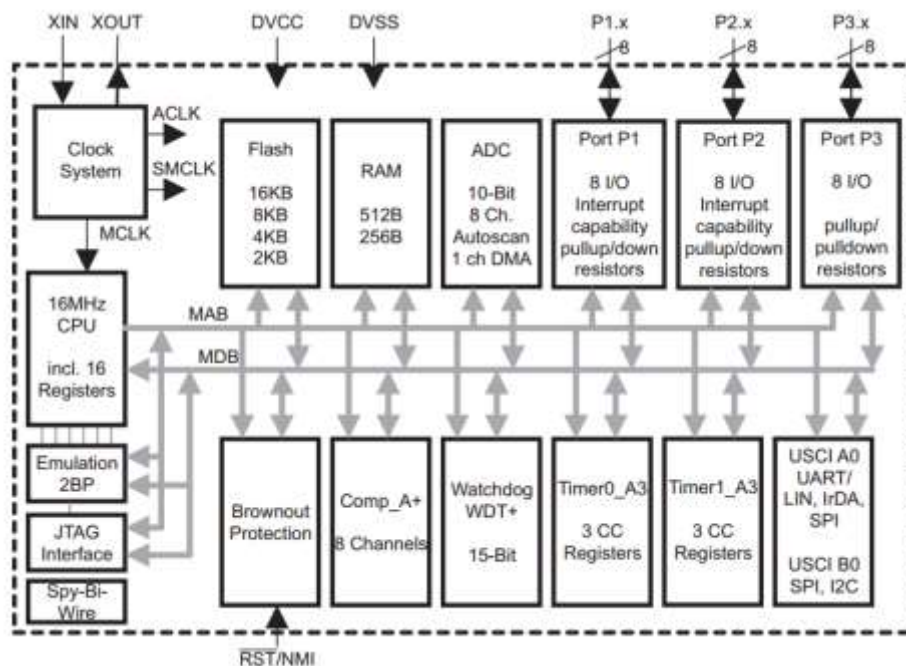 XIN XOUT DVCC DVSS P1.x P2.x P3.x
8 8 8
Clock
System
ACLK
SMCLK
MCLK
Flash
16KB
8KB
4KB
2KB
RAM
512B
256B
ADC
10-Bit
8 Ch.
Autoscan
1 ch DMA
Port P1
8 I/O
Interrupt
capability
pullup/down
resistors
Port P2
8 I/O
Interrupt
capability
pullup/down
resistors
Port P3
8 I/O
pullup/
pulldown
resistors
16MHz
CPU
incl. 16
Registers
MAB
MDB
Emulation
2BP
JTAG
Interface
Spy-Bi-
Wire
Brownout
Protection
Comp_A+
8 Channels
Watchdog
WDT+
15-Bit
Timer0_A3
3 CC
Registers
Timer1_A3
3 CC
Registers
USCI A0
UART/
LIN, IrDA,
SPI
USCI B0
SPI, I2C
RST/NMI